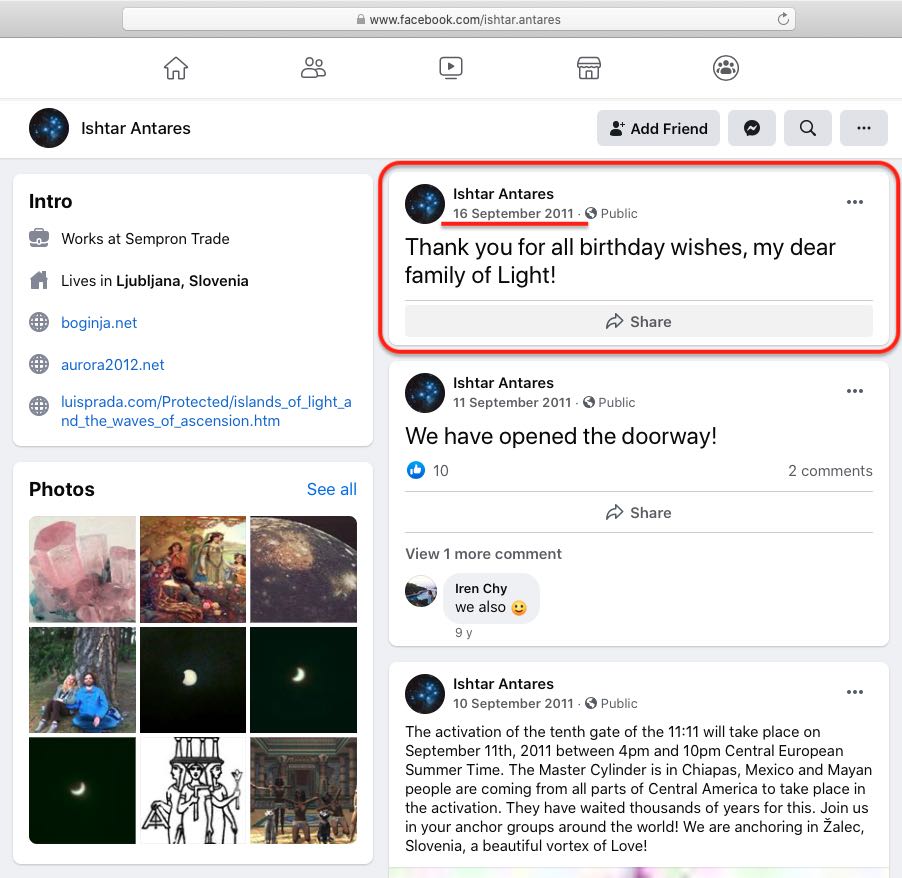 www.facebook.com/ishtar.antares
Ishtar Antares
Add Friend
Intro
Works at Sempron Trade
Lives in Ljubljana, Slovenia
boginja.net
aurora2012.net
luisprada.com/Protected/islands_of_light_a
nd_the_waves_of_ascension.htm
Photos
See all
Ishtar Antares
16 September 2011 · Public
Thank you for all birthday wishes, my dear
family of Light!
Share
Ishtar Antares
11 September 2011 · Public
We have opened the doorway!
10
2 comments
Share
View 1 more comment
Iren Chy
we also 😀
9 y
Ishtar Antares
10 September 2011 · Public
The activation of the tenth gate of the 11:11 will take place on
September 11th, 2011 between 4pm and 10pm Central European
Summer Time. The Master Cylinder is in Chiapas, Mexico and Mayan
people are coming from all parts of Central America to take place in
the activation. They have waited thousands of years for this. Join us
in your anchor groups around the world! We are anchoring in Žalec,
Slovenia, a beautiful vortex of Love!